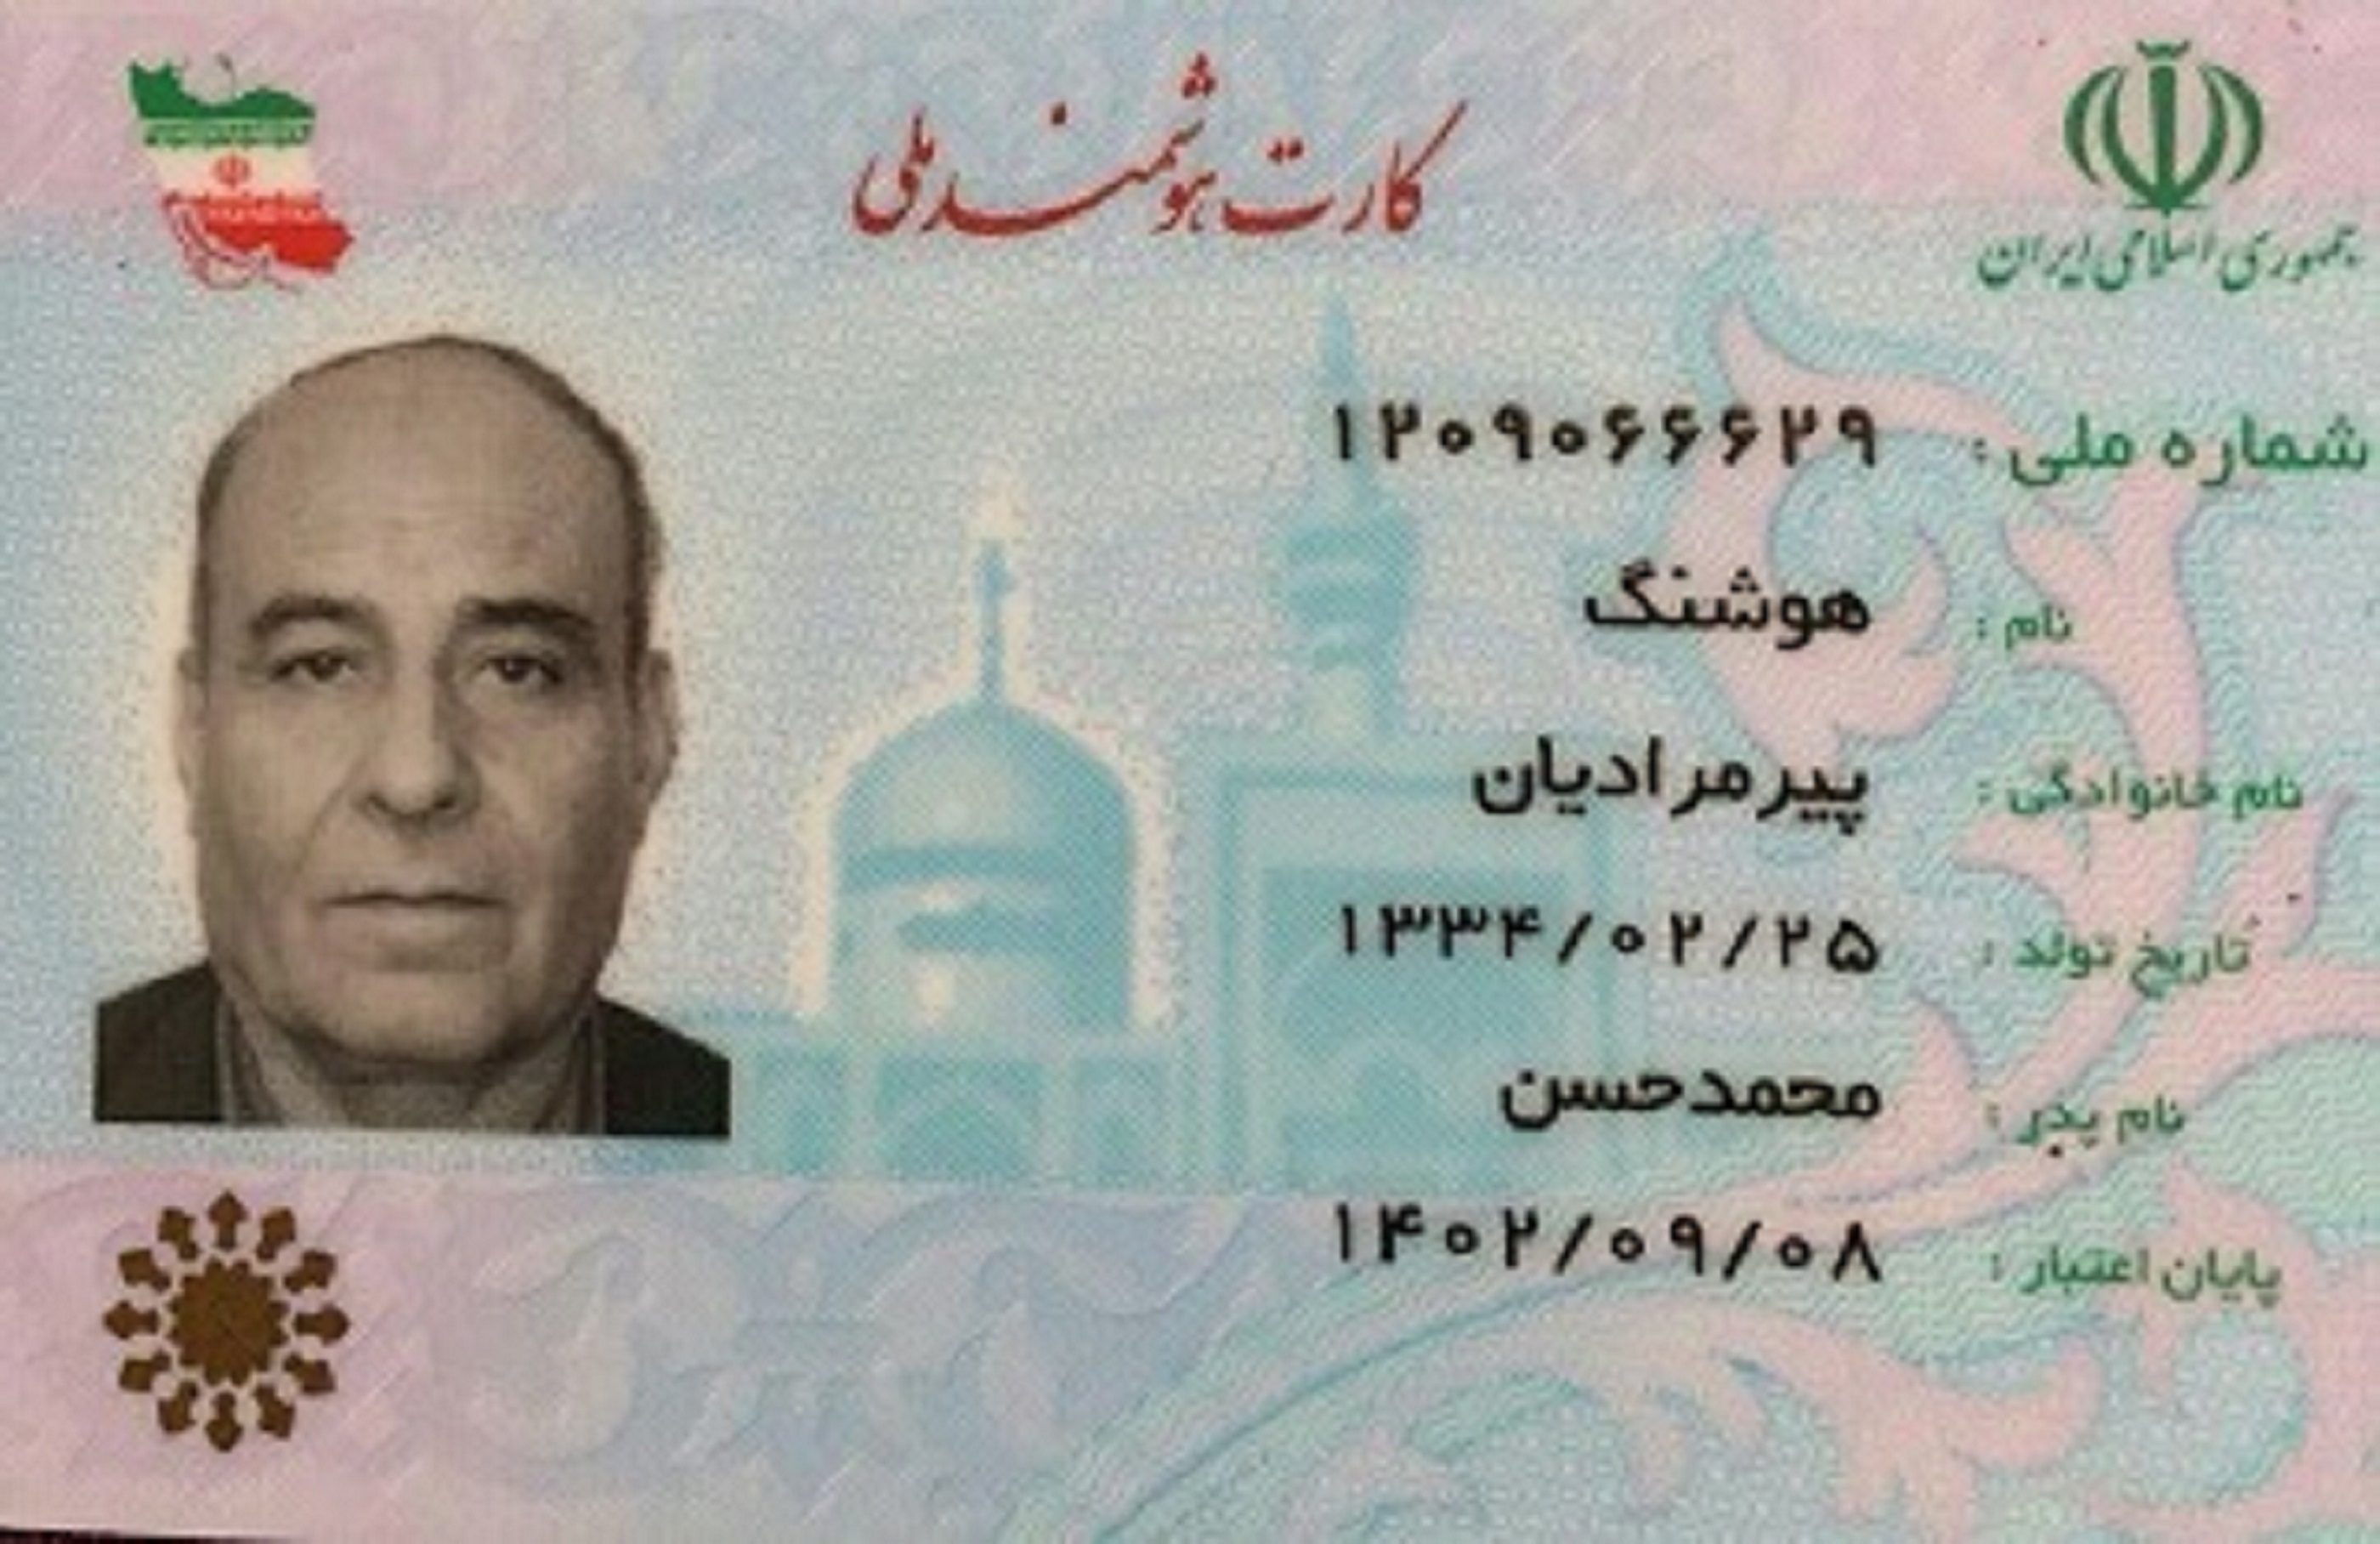 کارت هوشمند ملی
جمهوری اسلامی ایران
شماره ملی : ۱۲۰۹۰۶۶۶۲۹
نام : هوشنگ
نام خانوادگی : پیرمرادیان
تاریخ تولد : ۱۳۳۴/۰۲/۲۵
نام پدر : محمدحسن
پایان اعتبار : ۱۴۰۲/۰۹/۰۸